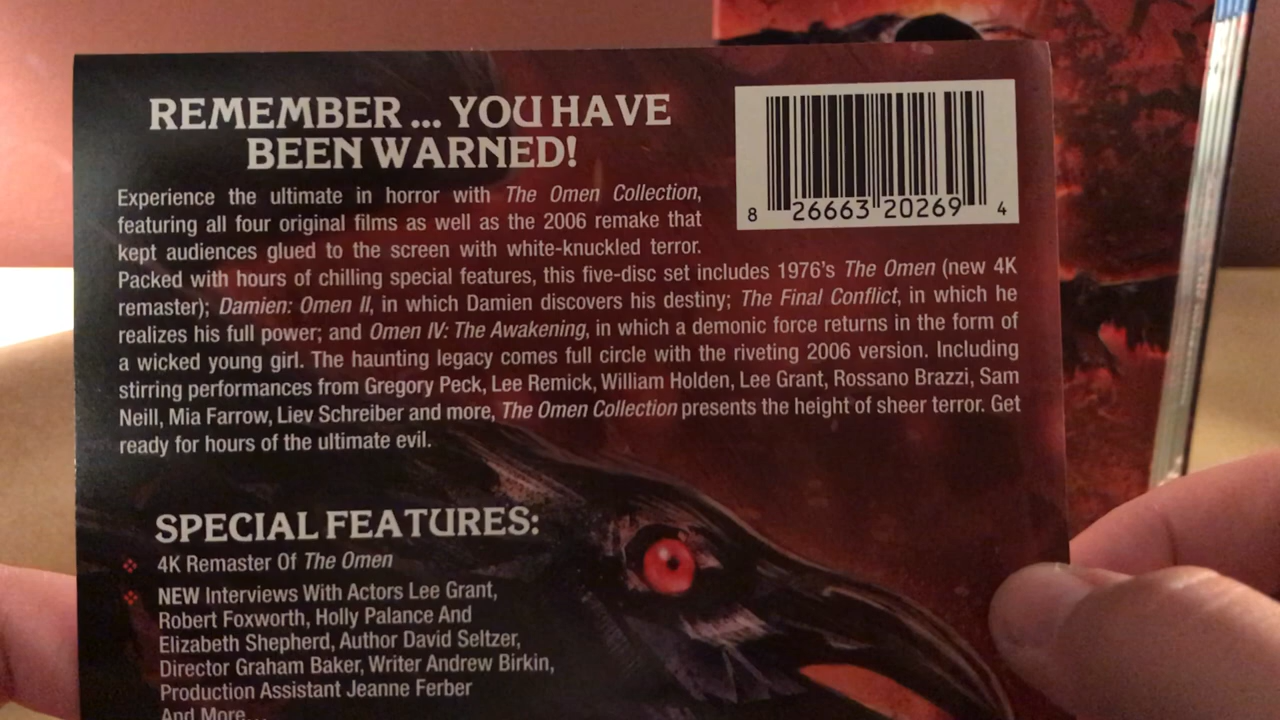 REMEMBER ... YOU HAVE
BEEN WARNED!
8 26663 20269 4
Experience the ultimate in horror with The Omen Collection,
featuring all four original films as well as the 2006 remake that
kept audiences glued to the screen with white-knuckled terror.
Packed with hours of chilling special features, this five-disc set includes 1976's The Omen (new 4K
remaster); Damien: Omen II, in which Damien discovers his destiny; The Final Conflict, in which he
realizes his full power; and Omen IV: The Awakening, in which a demonic force returns in the form of
a wicked young girl. The haunting legacy comes full circle with the riveting 2006 version. Including
stirring performances from Gregory Peck, Lee Remick, William Holden, Lee Grant, Rossano Brazzi, Sam
Neill, Mia Farrow, Liev Schreiber and more, The Omen Collection presents the height of sheer terror. Get
ready for hours of the ultimate evil.
SPECIAL FEATURES:
4K Remaster Of The Omen
NEW Interviews With Actors Lee Grant,
Robert Foxworth, Holly Palance And
Elizabeth Shepherd, Author David Seltzer,
Director Graham Baker, Writer Andrew Birkin,
Production Assistant Jeanne Ferber
And More...